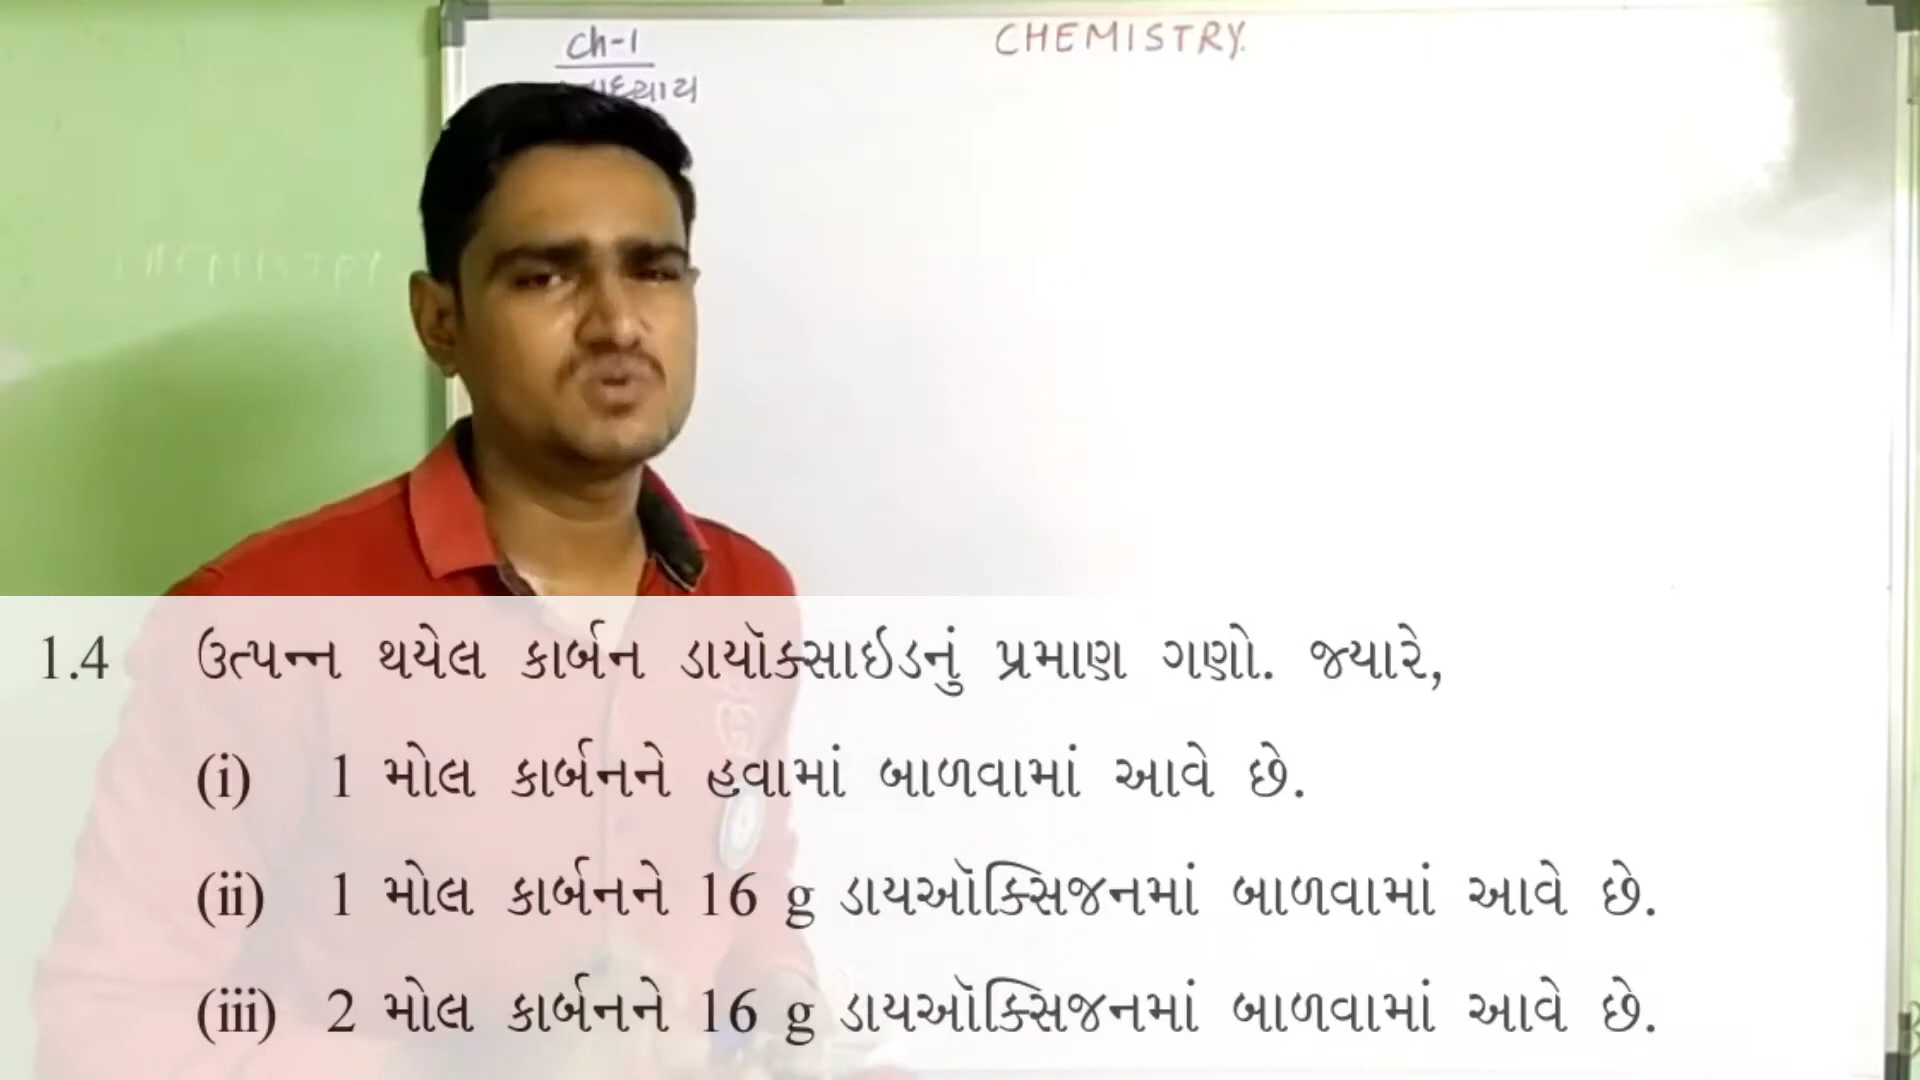 Ch-1
CHEMISTRY.
1.4 ઉત્પન્ન થયેલ કાર્બન ડાયૉક્સાઇડનું પ્રમાણ ગણો. જ્યારે,
(i) 1 મોલ કાર્બનને હવામાં બાળવામાં આવે છે.
(ii) 1 મોલ કાર્બનને 16 g ડાયઑક્સિજનમાં બાળવામાં આવે છે.
(iii) 2 મોલ કાર્બનને 16 g ડાયઑક્સિજનમાં બાળવામાં આવે છે.